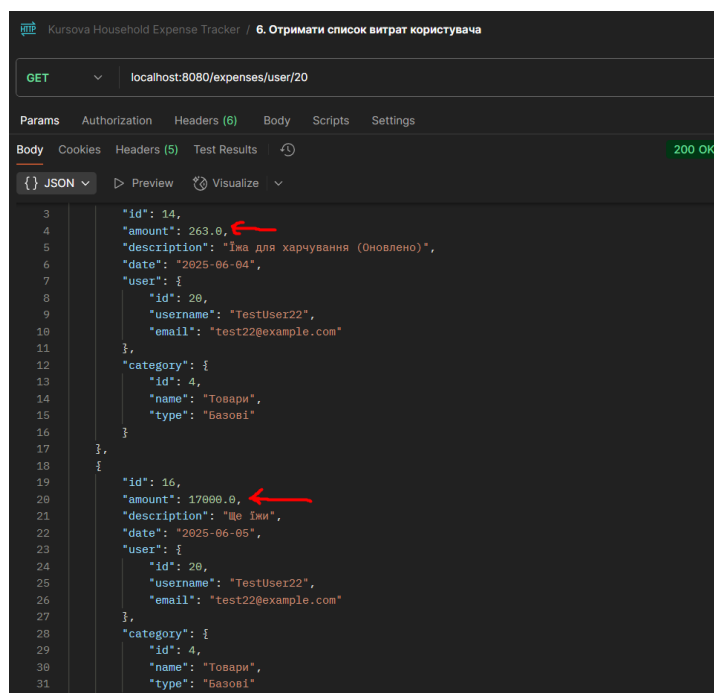 HTTP Kursova Household Expense Tracker / 6. Отримати список витрат користувача
GET localhost:8080/expenses/user/20
Params Authorization Headers (6) Body Scripts Settings
Body Cookies Headers (5) Test Results 200 OK
{} JSON Preview Visualize
3 "id": 14,
4 "amount": 263.0,
5 "description": "Їжа для харчування (Оновлено)",
6 "date": "2025-06-04",
7 "user": {
8 "id": 20,
9 "username": "TestUser22",
10 "email": "test22@example.com"
11 },
12 "category": {
13 "id": 4,
14 "name": "Товари",
15 "type": "Базові"
16 }
17 },
18 {
19 "id": 16,
20 "amount": 17000.0,
21 "description": "Ще їжи",
22 "date": "2025-06-05",
23 "user": {
24 "id": 20,
25 "username": "TestUser22",
26 "email": "test22@example.com"
27 },
28 "category": {
29 "id": 4,
30 "name": "Товари",
31 "type": "Базові"